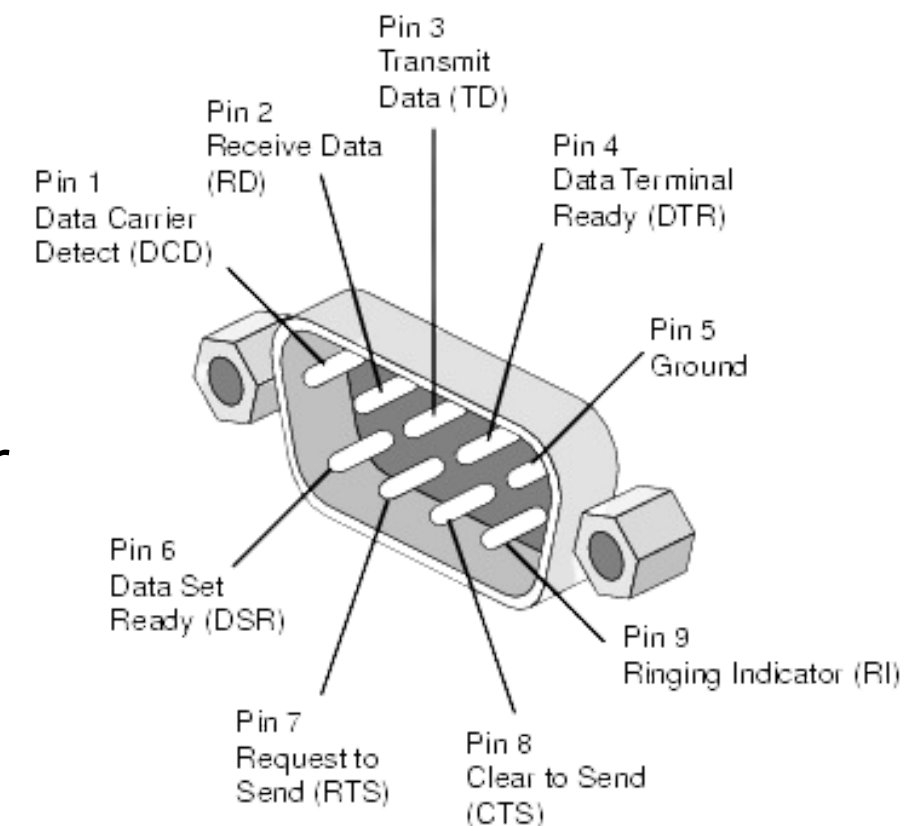 Pin 3
Transmit
Data (TD)
Pin 2
Receive Data
(RD)
Pin 4
Data Terminal
Ready (DTR)
Pin 1
Data Carrier
Detect (DCD)
Pin 5
Ground
r
Pin 6
Data Set
Ready (DSR)
Pin 9
Ringing Indicator (RI)
Pin 7
Request to
Send (RTS)
Pin 8
Clear to Send
(CTS)